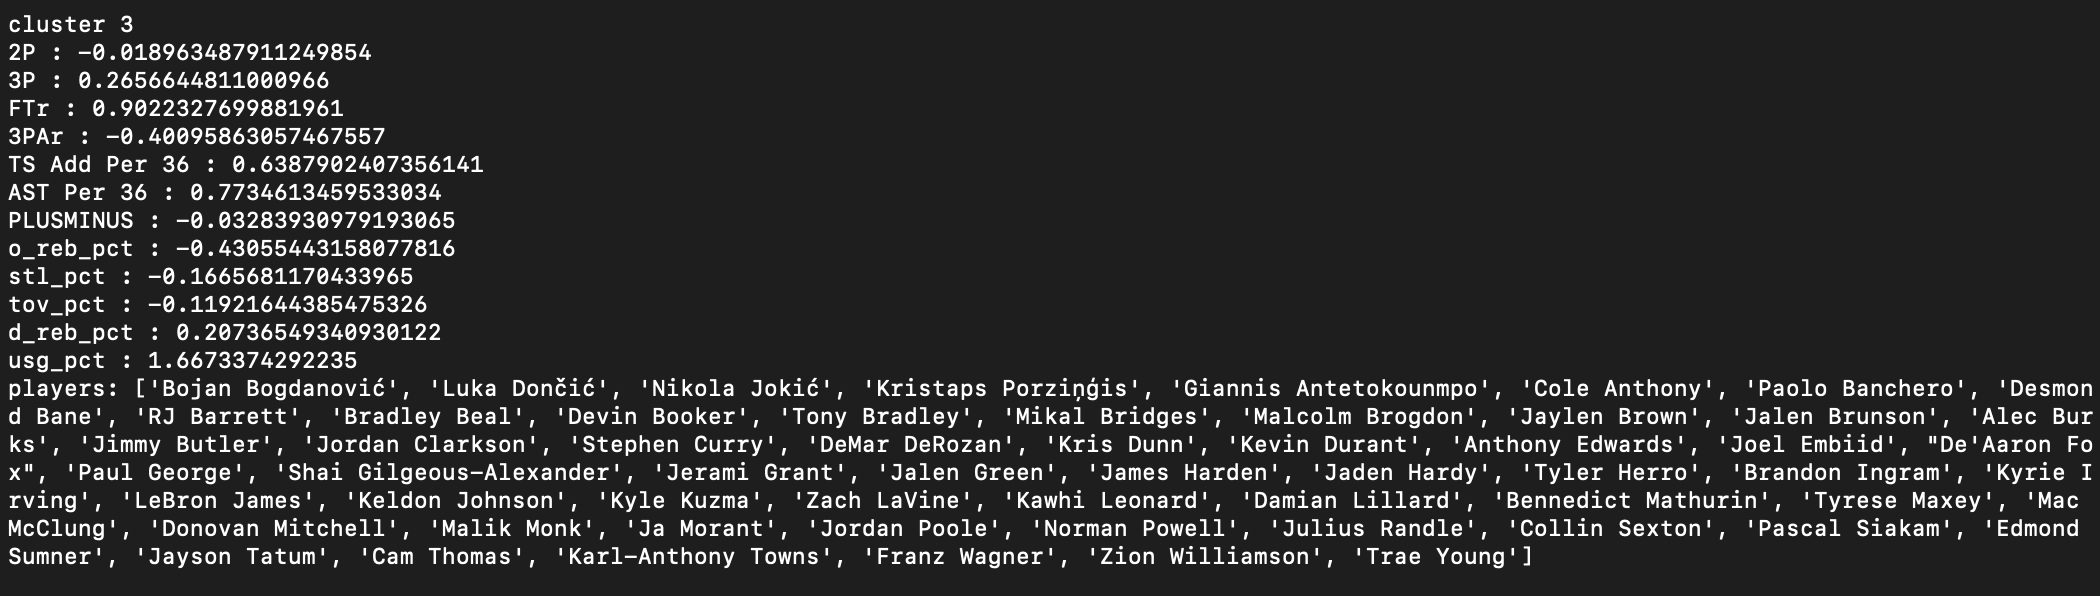 cluster 3
2P : -0.018963487911249854
3P : 0.2656644811000966
FTr : 0.9022327699881961
3PAr : -0.40095863057467557
TS Add Per 36 : 0.6387902407356141
AST Per 36 : 0.7734613459533034
PLUSMINUS : -0.03283930979193065
o_reb_pct : -0.43055443158077816
stl_pct : -0.1665681170433965
tov_pct : -0.11921644385475326
d_reb_pct : 0.20736549340930122
usg_pct : 1.6673374292235
players: ['Bojan Bogdanović', 'Luka Dončić', 'Nikola Jokić', 'Kristaps Porziņģis', 'Giannis Antetokounmpo', 'Cole Anthony', 'Paolo Banchero', 'Desmon
d Bane', 'RJ Barrett', 'Bradley Beal', 'Devin Booker', 'Tony Bradley', 'Mikal Bridges', 'Malcolm Brogdon', 'Jaylen Brown', 'Jalen Brunson', 'Alec Bur
ks', 'Jimmy Butler', 'Jordan Clarkson', 'Stephen Curry', 'DeMar DeRozan', 'Kris Dunn', 'Kevin Durant', 'Anthony Edwards', 'Joel Embiid', "De'Aaron Fo
x", 'Paul George', 'Shai Gilgeous-Alexander', 'Jerami Grant', 'Jalen Green', 'James Harden', 'Jaden Hardy', 'Tyler Herro', 'Brandon Ingram', 'Kyrie I
rving', 'LeBron James', 'Keldon Johnson', 'Kyle Kuzma', 'Zach LaVine', 'Kawhi Leonard', 'Damian Lillard', 'Bennedict Mathurin', 'Tyrese Maxey', 'Mac
McClung', 'Donovan Mitchell', 'Malik Monk', 'Ja Morant', 'Jordan Poole', 'Norman Powell', 'Julius Randle', 'Collin Sexton', 'Pascal Siakam', 'Edmond
Sumner', 'Jayson Tatum', 'Cam Thomas', 'Karl-Anthony Towns', 'Franz Wagner', 'Zion Williamson', 'Trae Young']